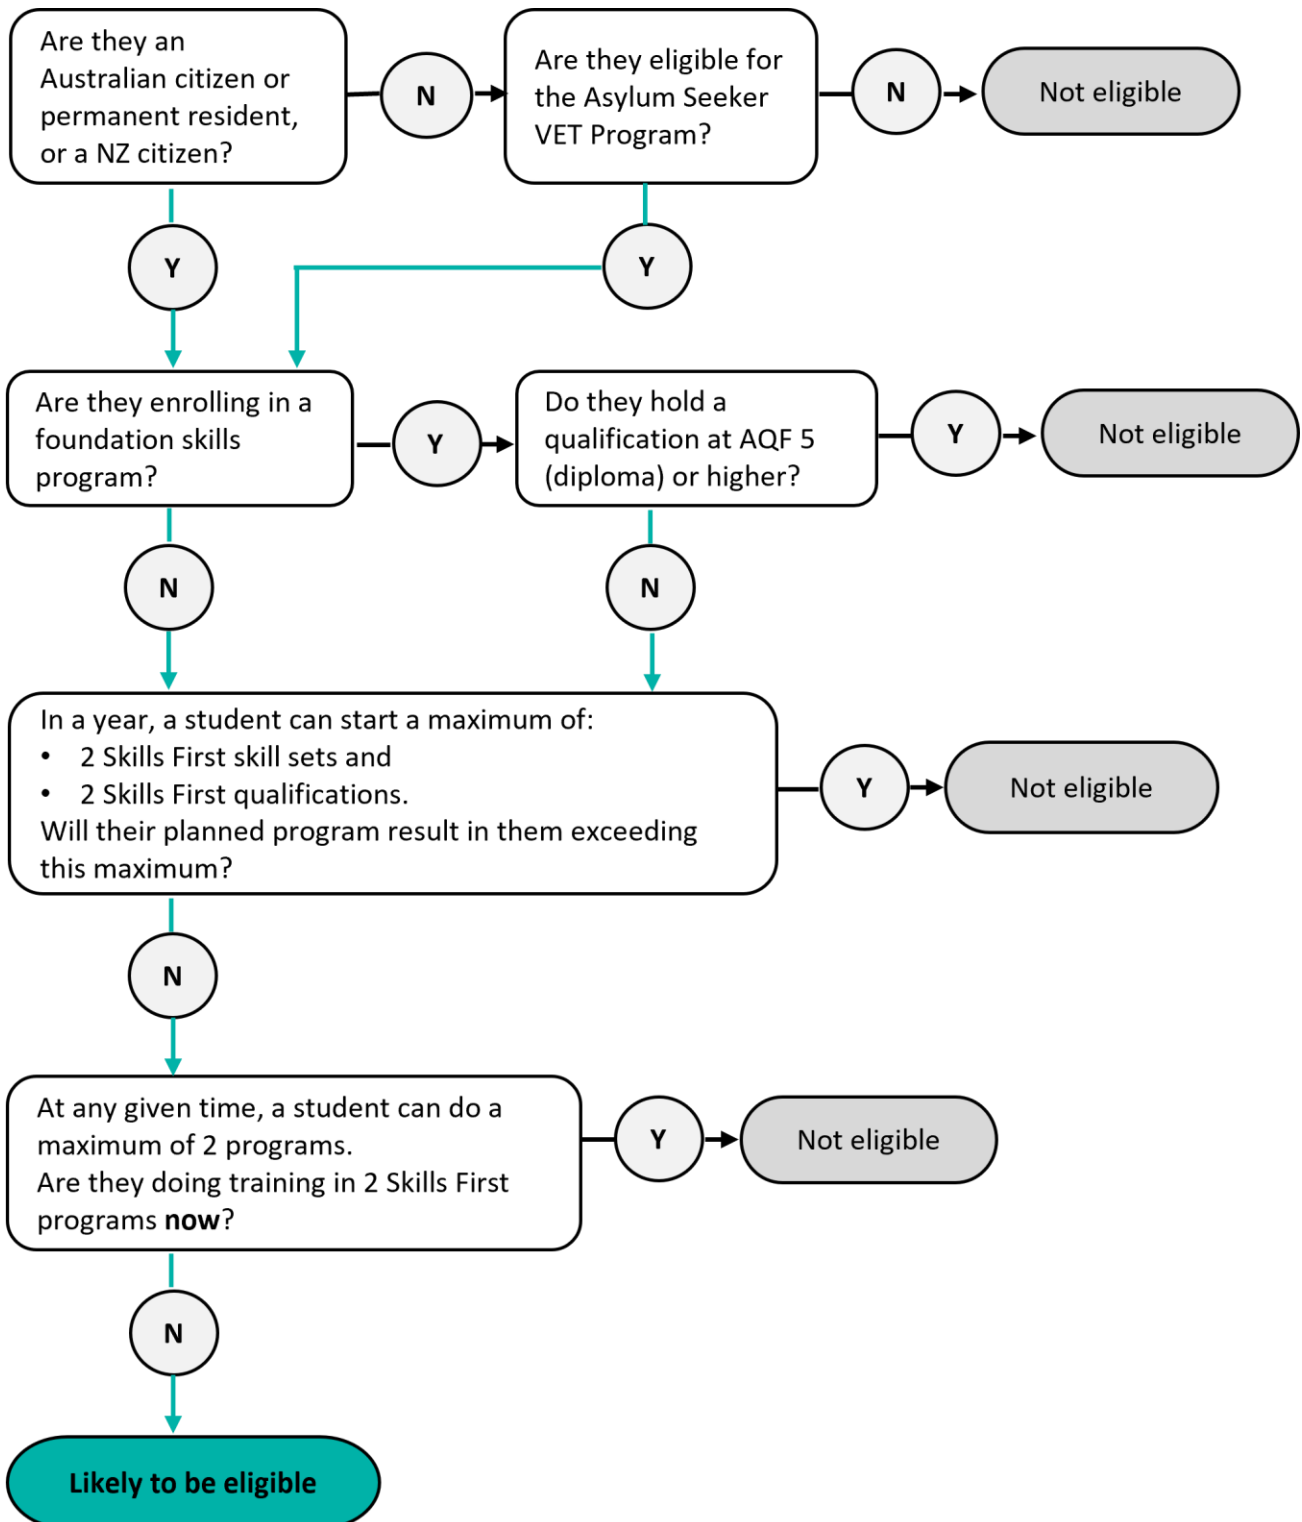 Are they an
Australian citizen or
permanent resident,
or a NZ citizen?
N
Are they eligible for
the Asylum Seeker
VET Program?
N
Not eligible
Y
Y
Are they enrolling in a
foundation skills
program?
Y
Do they hold a
qualification at AQF 5
(diploma) or higher?
Y
Not eligible
N
N
In a year, a student can start a maximum of:
• 2 Skills First skill sets and
• 2 Skills First qualifications.
Will their planned program result in them exceeding
this maximum?
Y
Not eligible
N
At any given time, a student can do a
maximum of 2 programs.
Are they doing training in 2 Skills First
programs now?
Y
Not eligible
N
Likely to be eligible